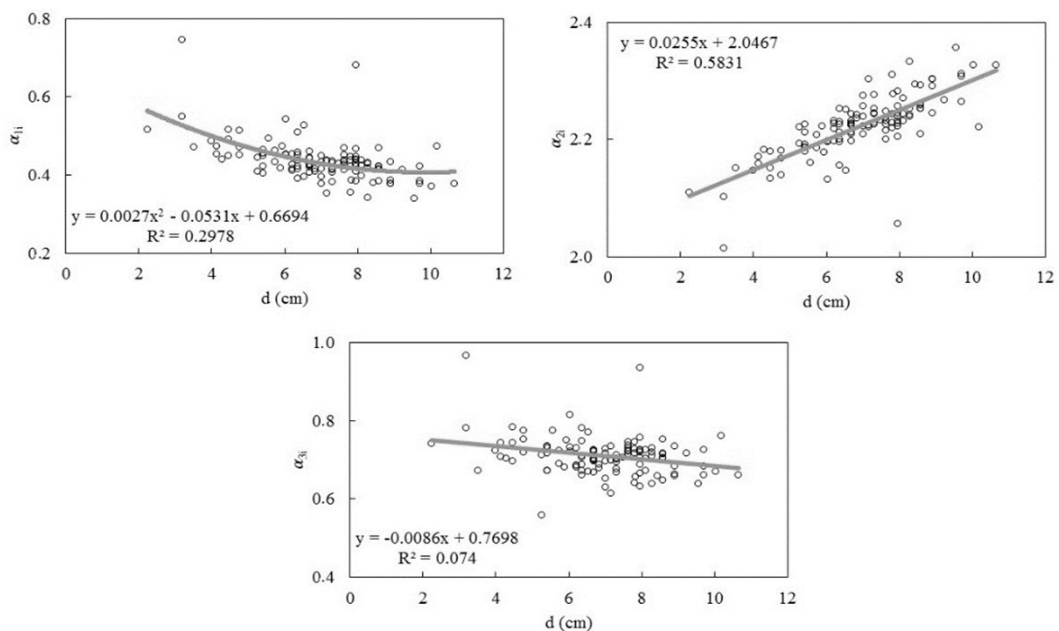 0.8
0.6
0.4
0.2
α1i
y = 0.0027x² - 0.0531x + 0.6694
R² = 0.2978
0 2 4 6 8 10 12
d (cm)
2.4
2.2
2.0
α2i
y = 0.0255x + 2.0467
R² = 0.5831
0 2 4 6 8 10 12
d (cm)
1.0
0.8
0.6
0.4
α3i
y = -0.0086x + 0.7698
R² = 0.074
0 2 4 6 8 10 12
d (cm)